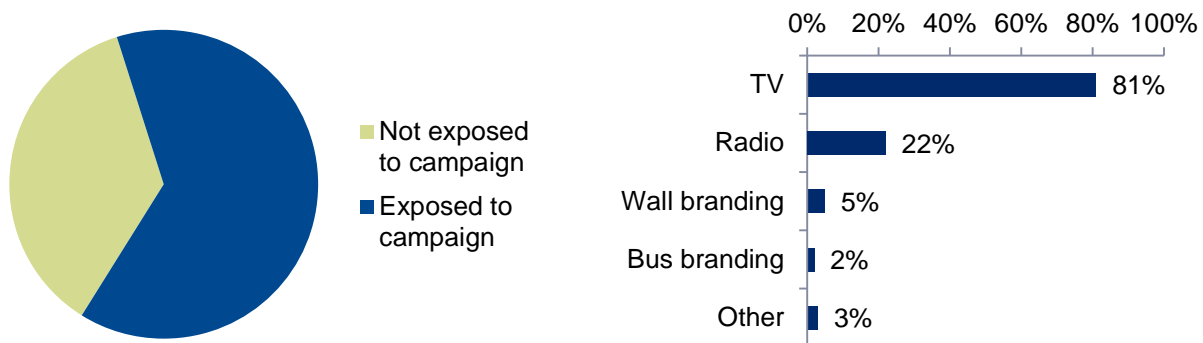 Not exposed
to campaign
Exposed to
campaign
0% 20% 40% 60% 80% 100%
TV 81%
Radio 22%
Wall branding 5%
Bus branding 2%
Other 3%